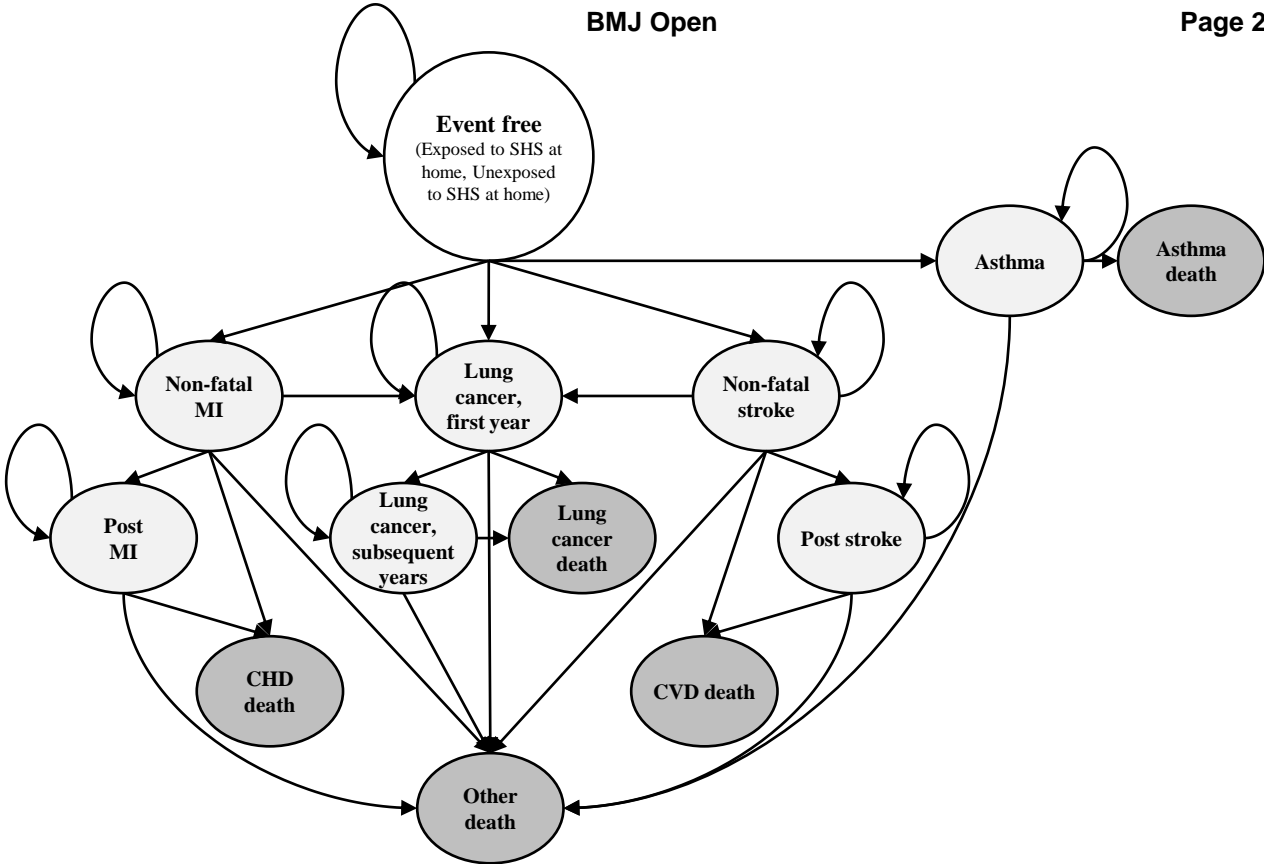 BMJ Open
Page 2
Event free
(Exposed to SHS at
home, Unexposed
to SHS at home)
Asthma
Asthma
death
Non-fatal
MI
Lung
cancer,
first year
Non-fatal
stroke
Post
MI
Lung
cancer,
subsequent
years
Lung
cancer
death
Post stroke
CHD
death
CVD death
Other
death